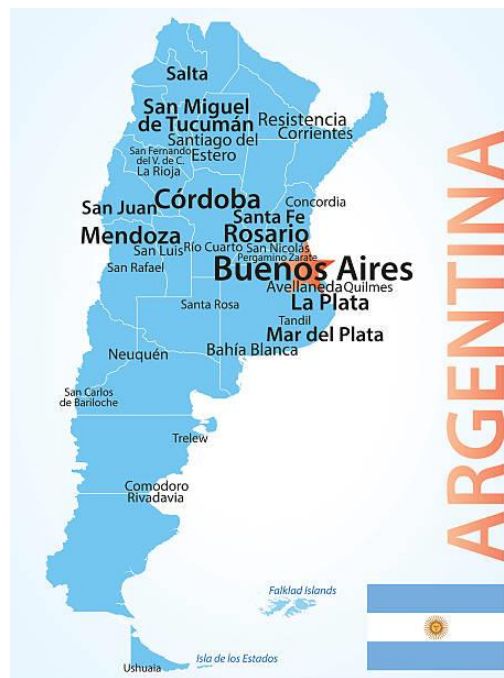 Salta
San Miguel
de Tucumán
Resistencia
Corrientes
Santiago del
Estero
San Fernando
del V. de C.
La Rioja
Córdoba
Concordia
San Juan
Santa Fe
Mendoza
Rosario
San Luis
Río Cuarto
San Nicolás
Pergamino
Zarate
San Rafael
Buenos Aires
Avellaneda
Quilmes
Santa Rosa
La Plata
Tandil
Mar del Plata
Neuquén
Bahía Blanca
San Carlos
de Bariloche
Trelew
Comodoro
Rivadavia
Falklad Islands
Isla de los Estados
Ushuaia
ARGENTINA